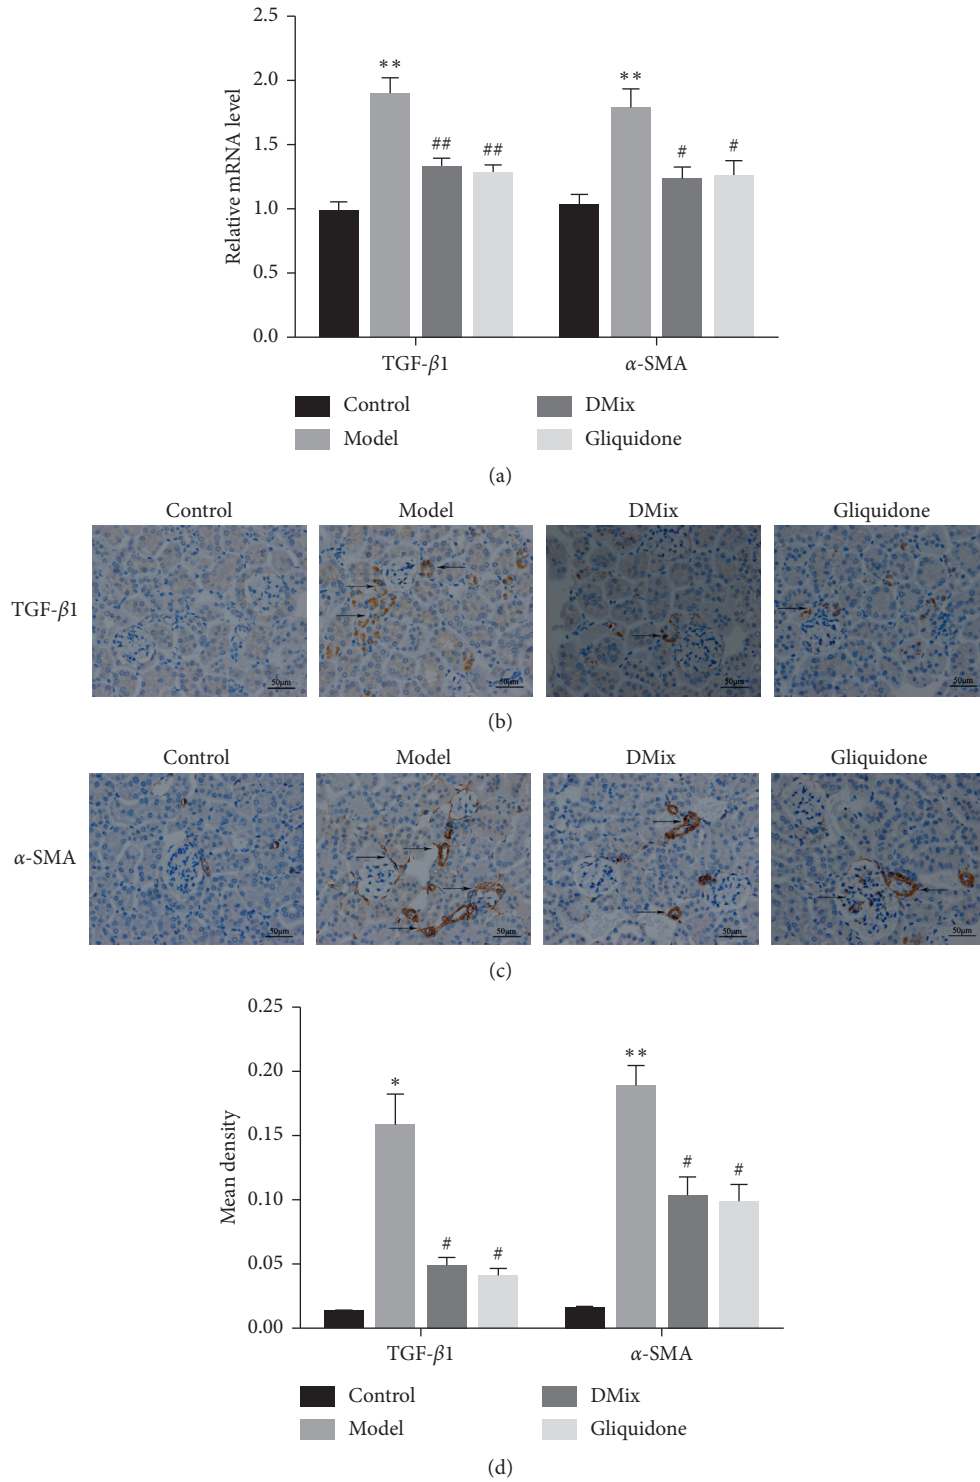 2.5
**
2.0
**
Relative mRNA level
1.5
##
##
#
#
1.0
0.5
0.0
TGF-β1
α-SMA
Control
DMix
Model
Gliquidone
(a)
Control
Model
DMix
Gliquidone
TGF-β1
50μm
50μm
50μm
50μm
(b)
Control
Model
DMix
Gliquidone
α-SMA
50μm
50μm
50μm
50μm
(c)
0.25
**
0.20
*
Mean density
0.15
#
#
0.10
#
#
0.05
0.00
TGF-β1
α-SMA
Control
DMix
Model
Gliquidone
(d)